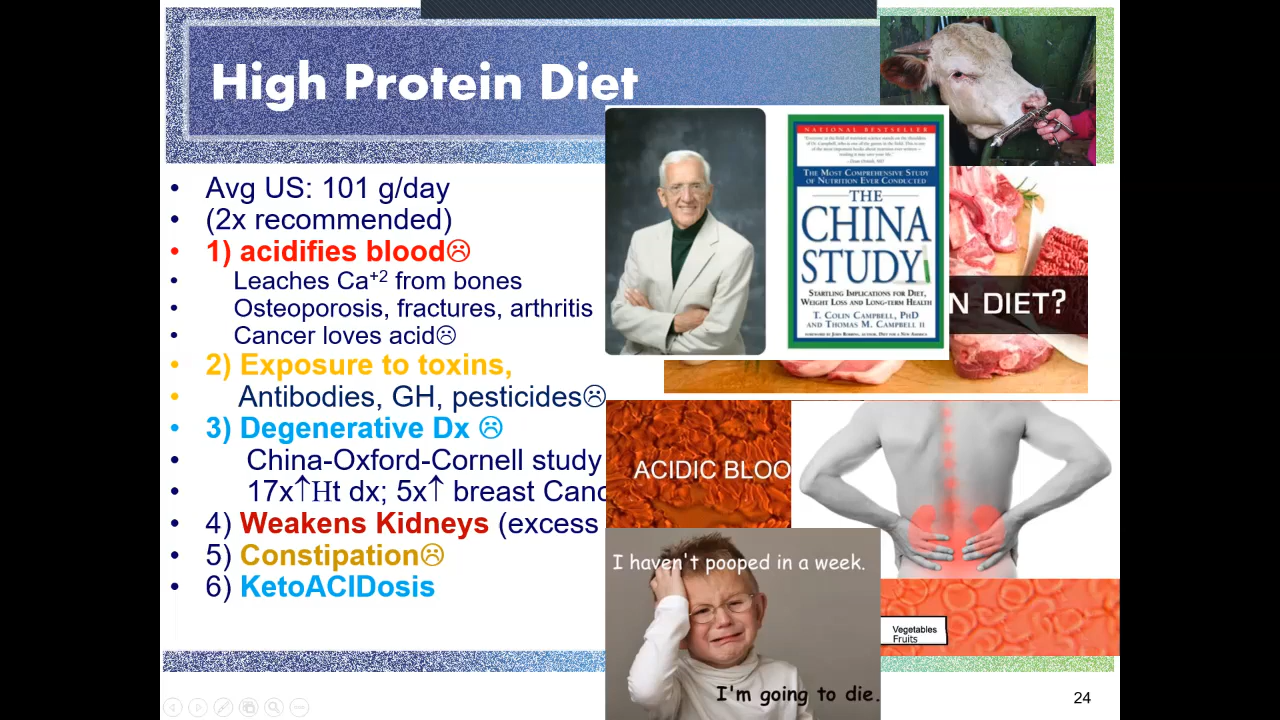 High Protein Diet
• Avg US: 101 g/day
• (2x recommended)
• 1) acidifies blood☹
• Leaches Ca+2 from bones
• Osteoporosis, fractures, arthritis
• Cancer loves acid☹
• 2) Exposure to toxins,
• Antibodies, GH, pesticides☹
• 3) Degenerative Dx ☹
• China-Oxford-Cornell study
• 17x↑Ht dx; 5x↑ breast Canc
• 4) Weakens Kidneys (excess
• 5) Constipation☹
• 6) KetoACIDosis
NATIONAL BESTSELLER
THE MOST COMPREHENSIVE STUDY
OF NUTRITION EVER CONDUCTED
THE
CHINA
STUDY
STARTLING IMPLICATIONS FOR DIET,
WEIGHT LOSS AND LONG-TERM HEALTH
T. COLIN CAMPBELL, PHD
AND THOMAS M. CAMPBELL II
N DIET?
ACIDIC BLOO
I haven't pooped in a week.
I'm going to die.
Vegetables
Fruits
24